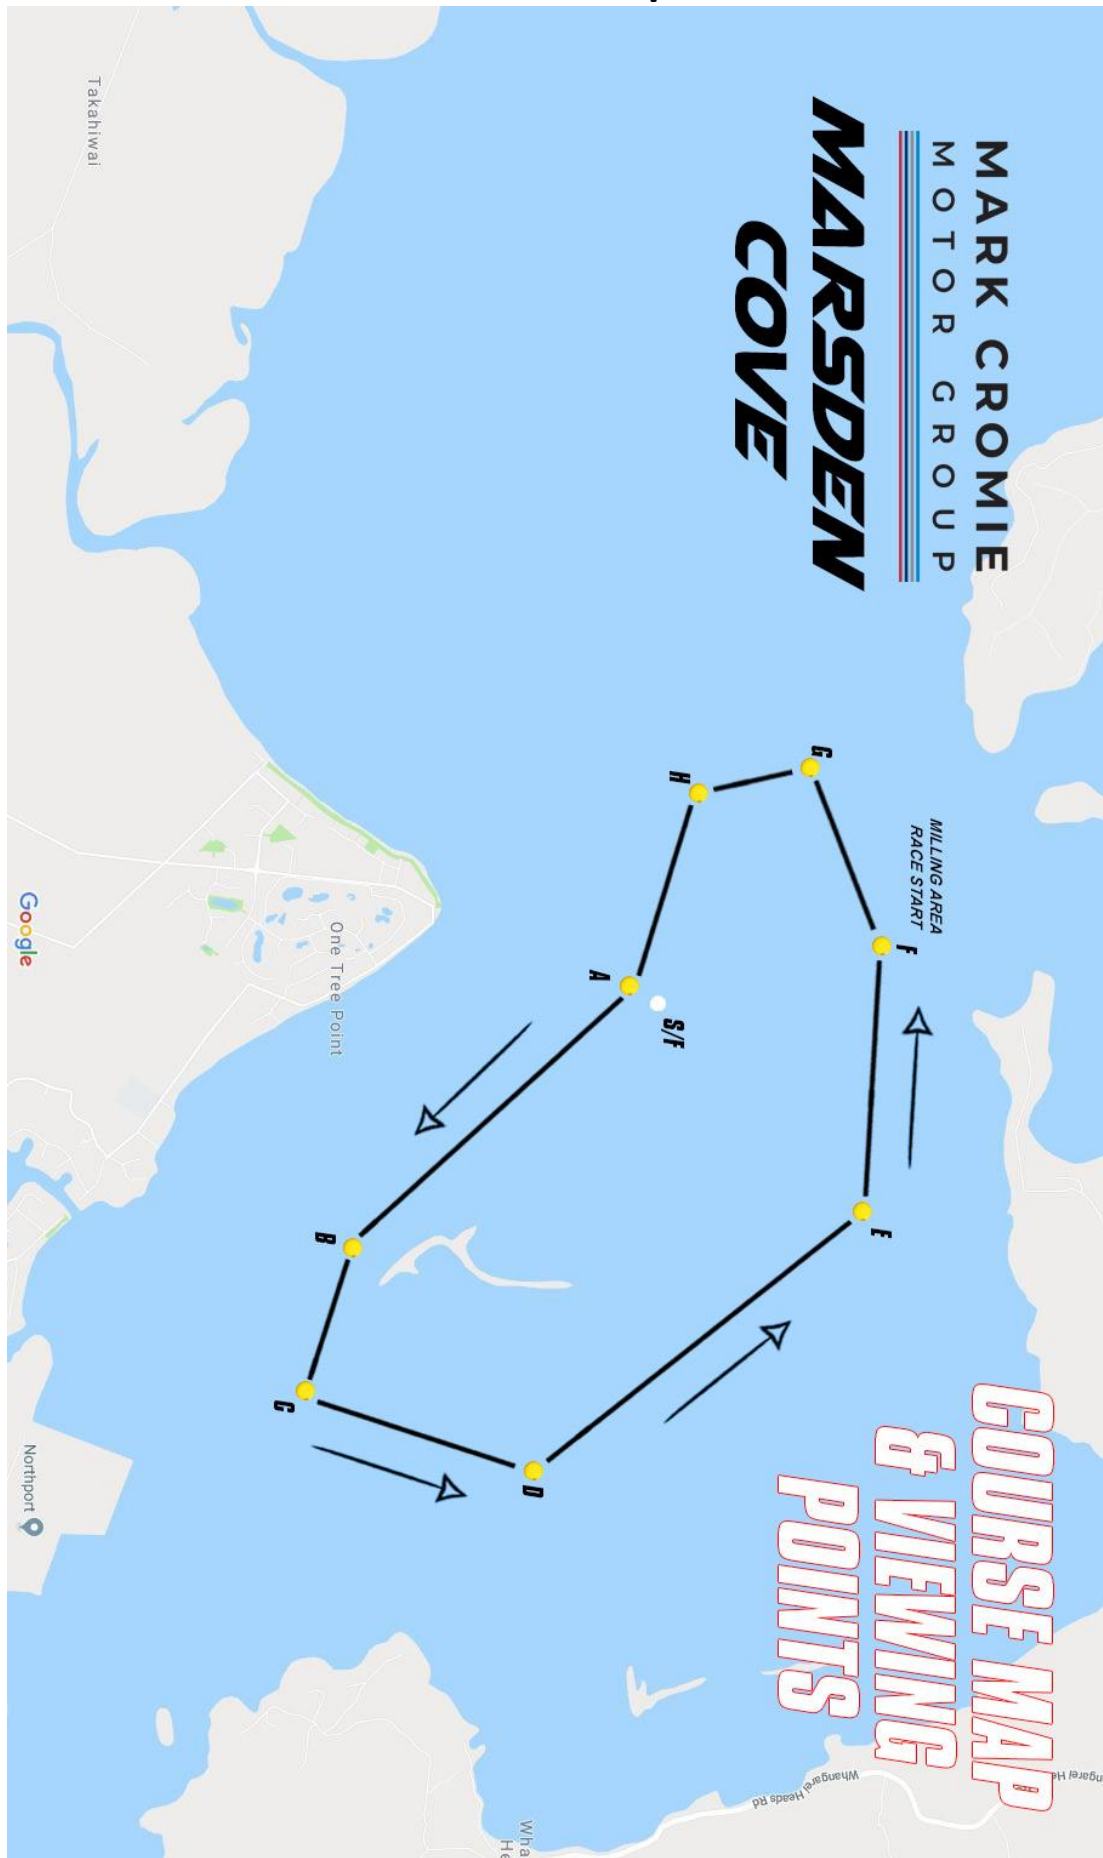 MARK CROMIE
MOTOR GROUP
MARSDEN
COVE
COURSE MAP
& VIEWING
POINTS
MILLING AREA
RACE START
G
H
F
A
S/F
E
B
C
D
Takahiwai
One Tree Point
Northport
Whangarei Heads Rd
Google